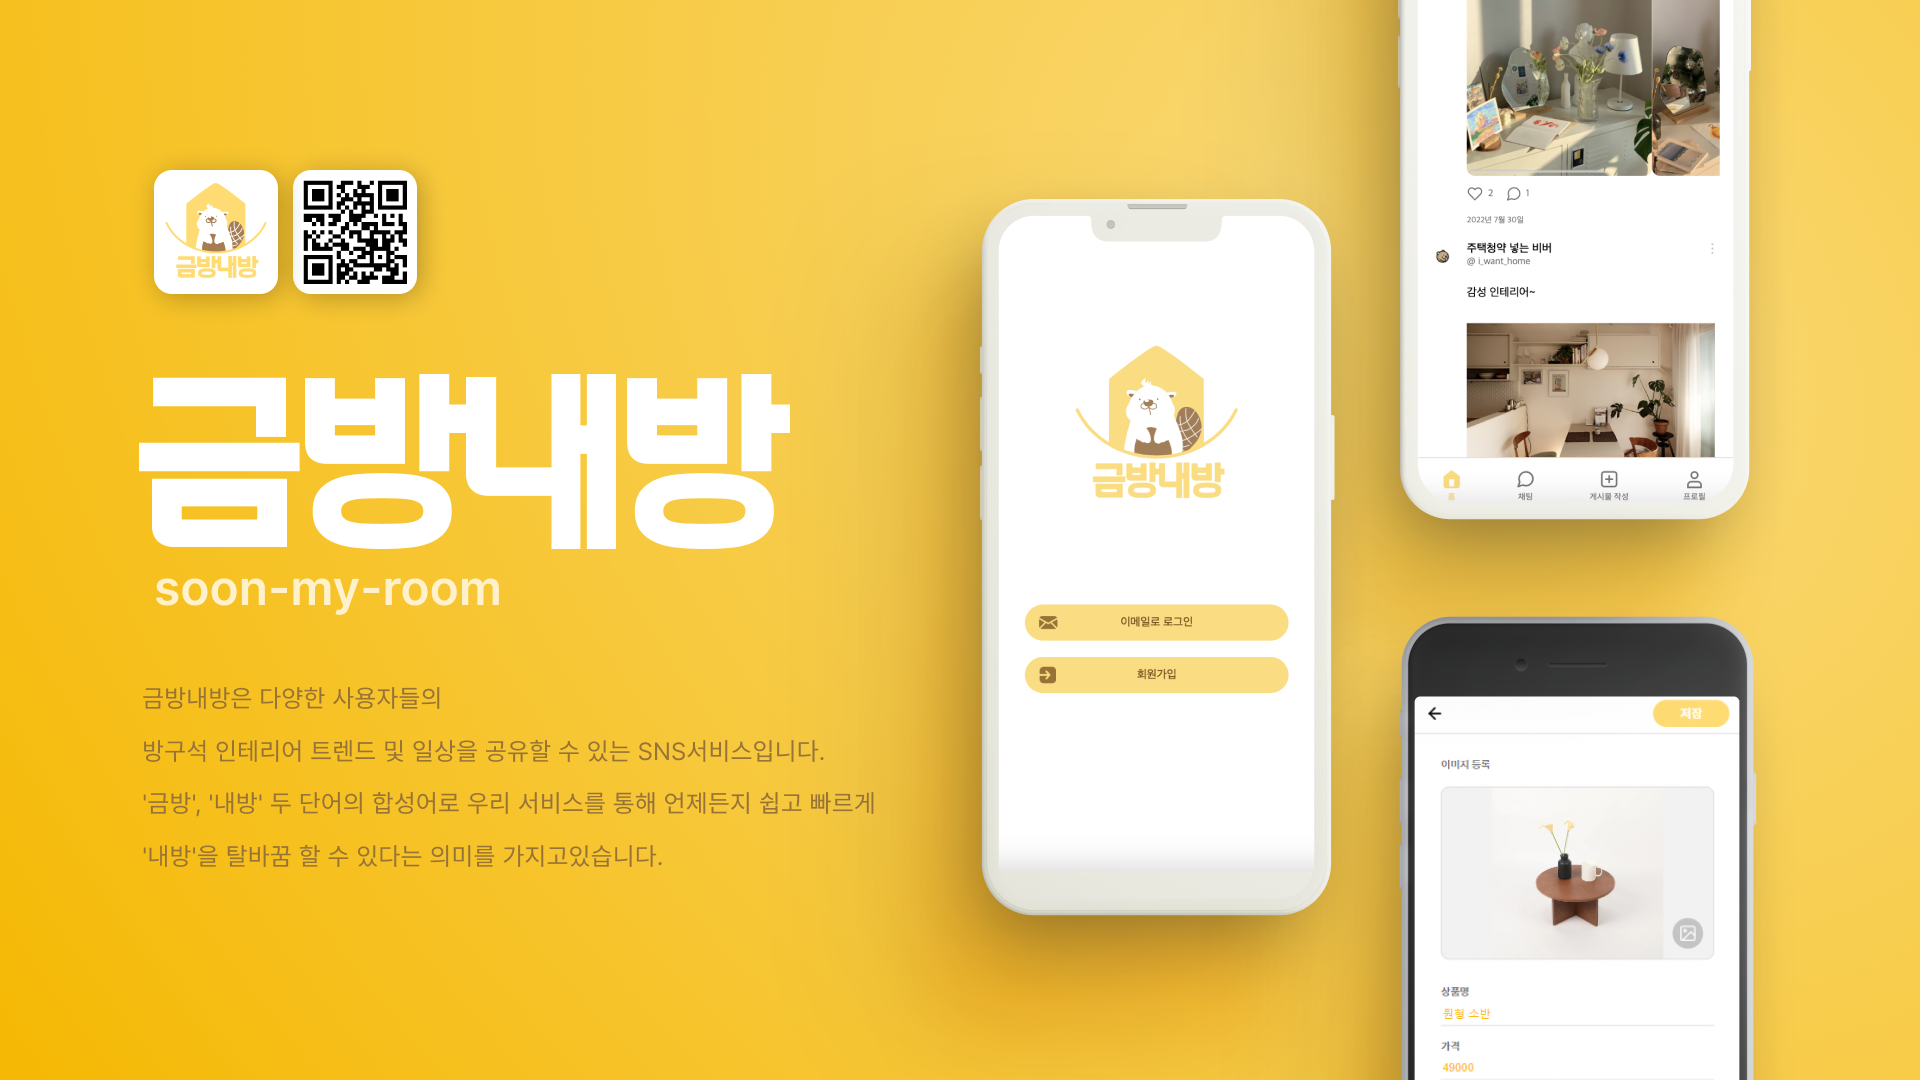 금방내방
금방내방
soon-my-room
금방내방은 다양한 사용자들의
방구석 인테리어 트렌드 및 일상을 공유할 수 있는 SNS서비스입니다.
'금방', '내방' 두 단어의 합성어로 우리 서비스를 통해 언제든지 쉽고 빠르게
'내방'을 탈바꿈 할 수 있다는 의미를 가지고있습니다.
금방내방
이메일로 로그인
회원가입
2 1
2022년 7월 30일
주택청약 넣는 비버
@ i_want_home
감성 인테리어~
홈 채팅 게시물 작성 프로필
저장
이미지 등록
상품명
원형 소반
가격
49000